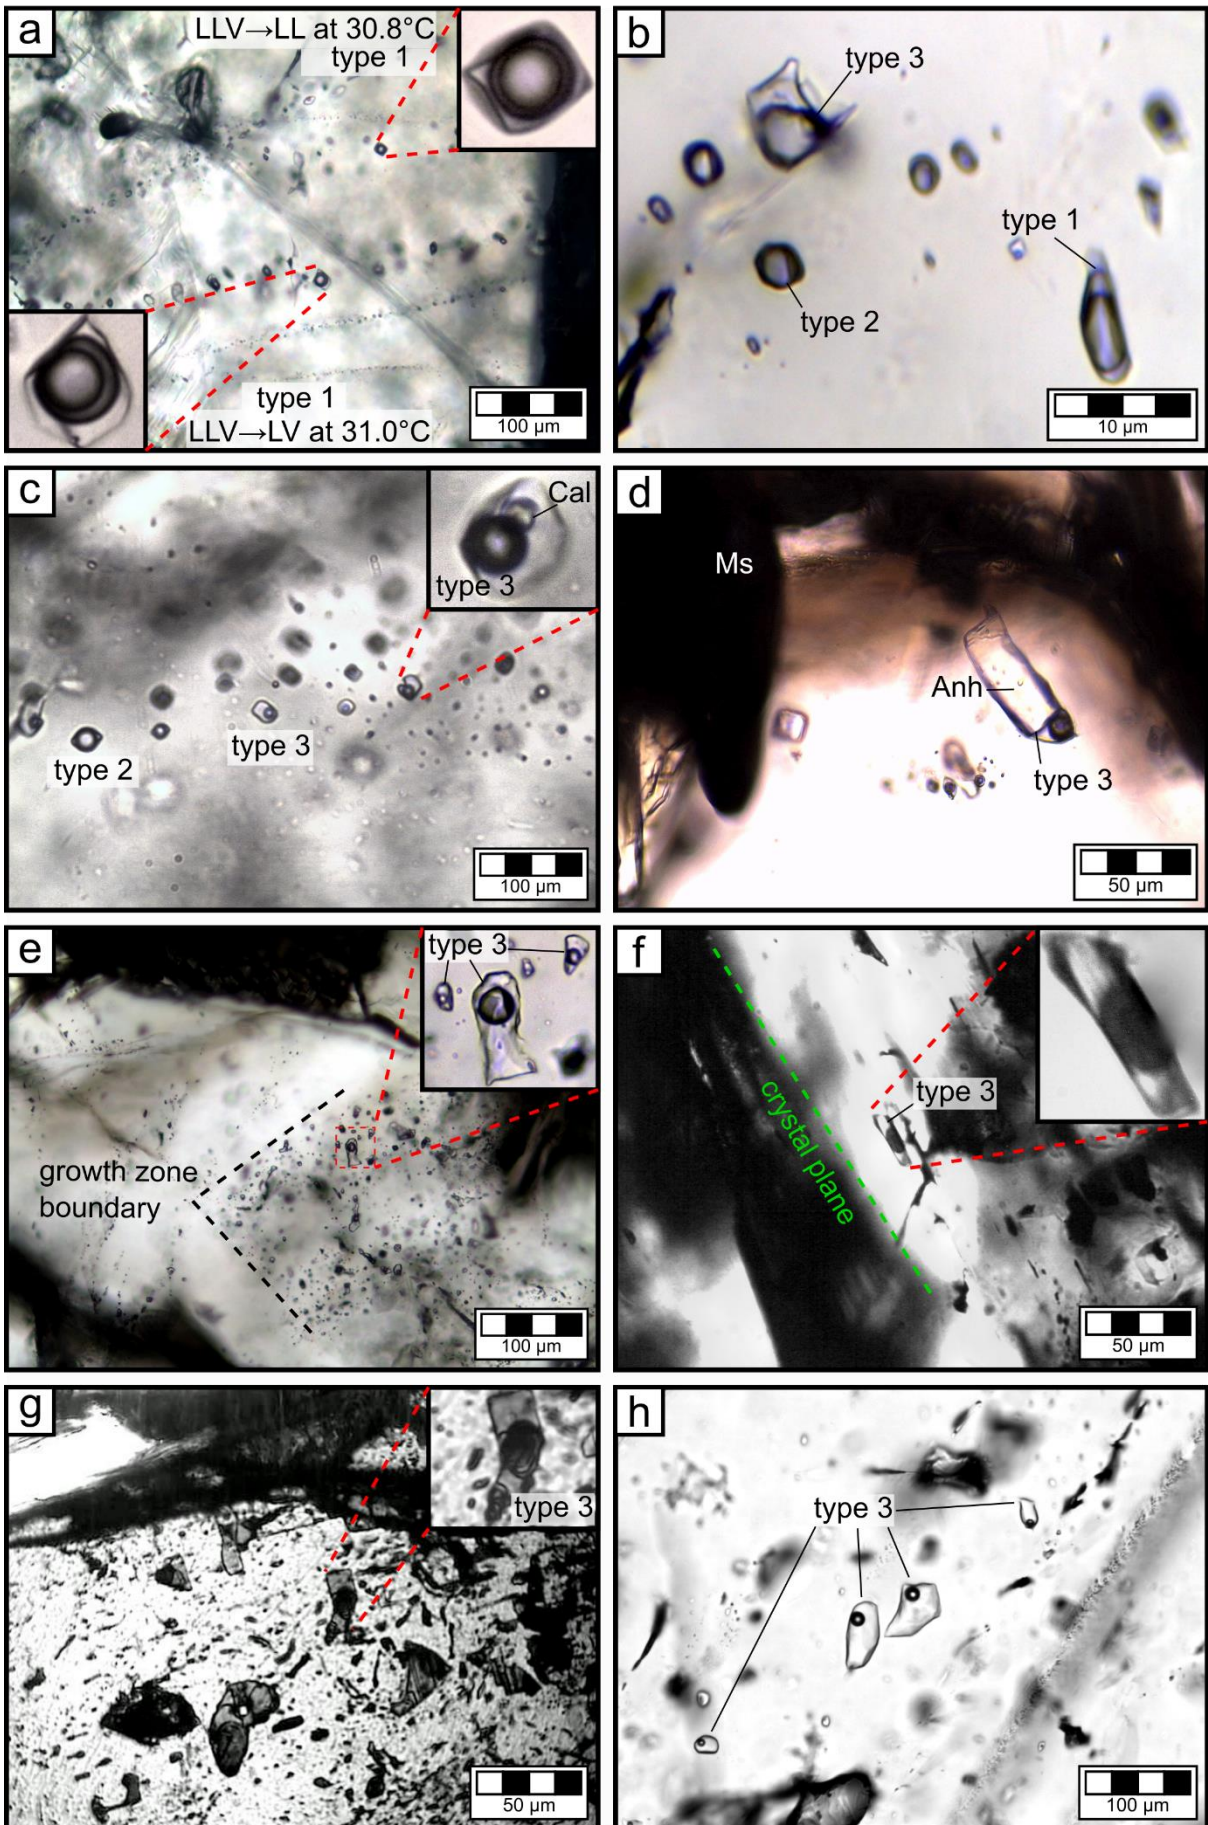 a
LLV→LL at 30.8°C
type 1
type 1
LLV→LV at 31.0°C
100 µm
b
type 3
type 1
type 2
10 µm
c
Cal
type 3
type 2
type 3
100 µm
d
Ms
Anh
type 3
50 µm
e
type 3
growth zone
boundary
100 µm
f
type 3
crystal plane
50 µm
g
type 3
50 µm
h
type 3
100 µm